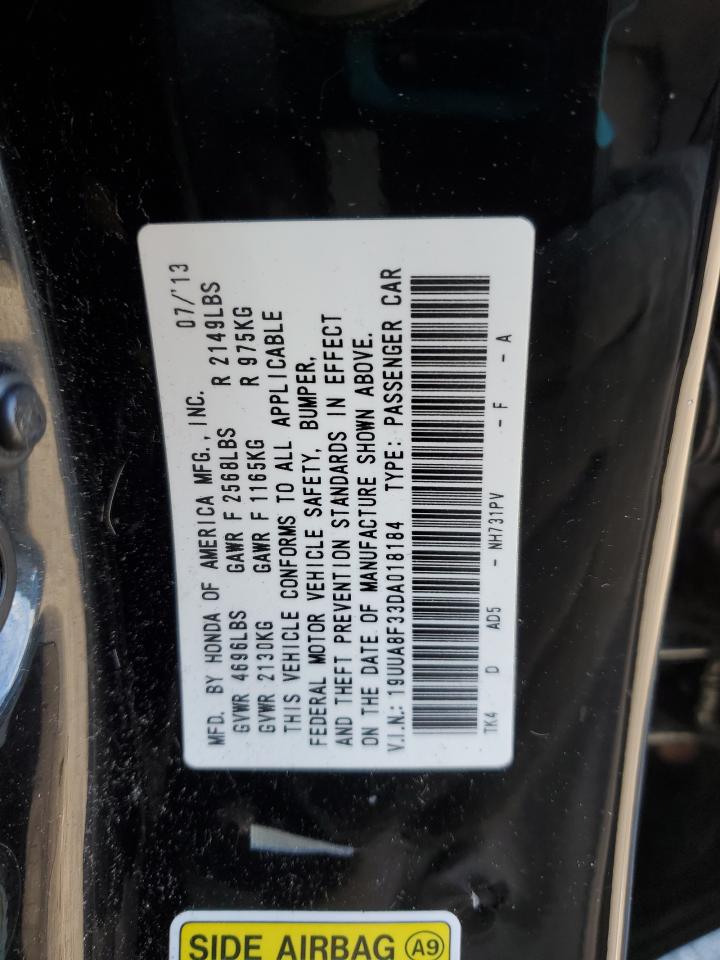 07/'13
MFD. BY HONDA OF AMERICA MFG., INC.
GVWR 4696LBS GAWR F 2568LBS R 2149LBS
GVWR 2130KG GAWR F 1165KG R 975KG
THIS VEHICLE CONFORMS TO ALL APPLICABLE
FEDERAL MOTOR VEHICLE SAFETY, BUMPER,
AND THEFT PREVENTION STANDARDS IN EFFECT
ON THE DATE OF MANUFACTURE SHOWN ABOVE.
V.I.N.: 19UUA8F33DA018184 TYPE: PASSENGER CAR
TK4 D AD5 - NH731PV - F - A
SIDE AIRBAG A9